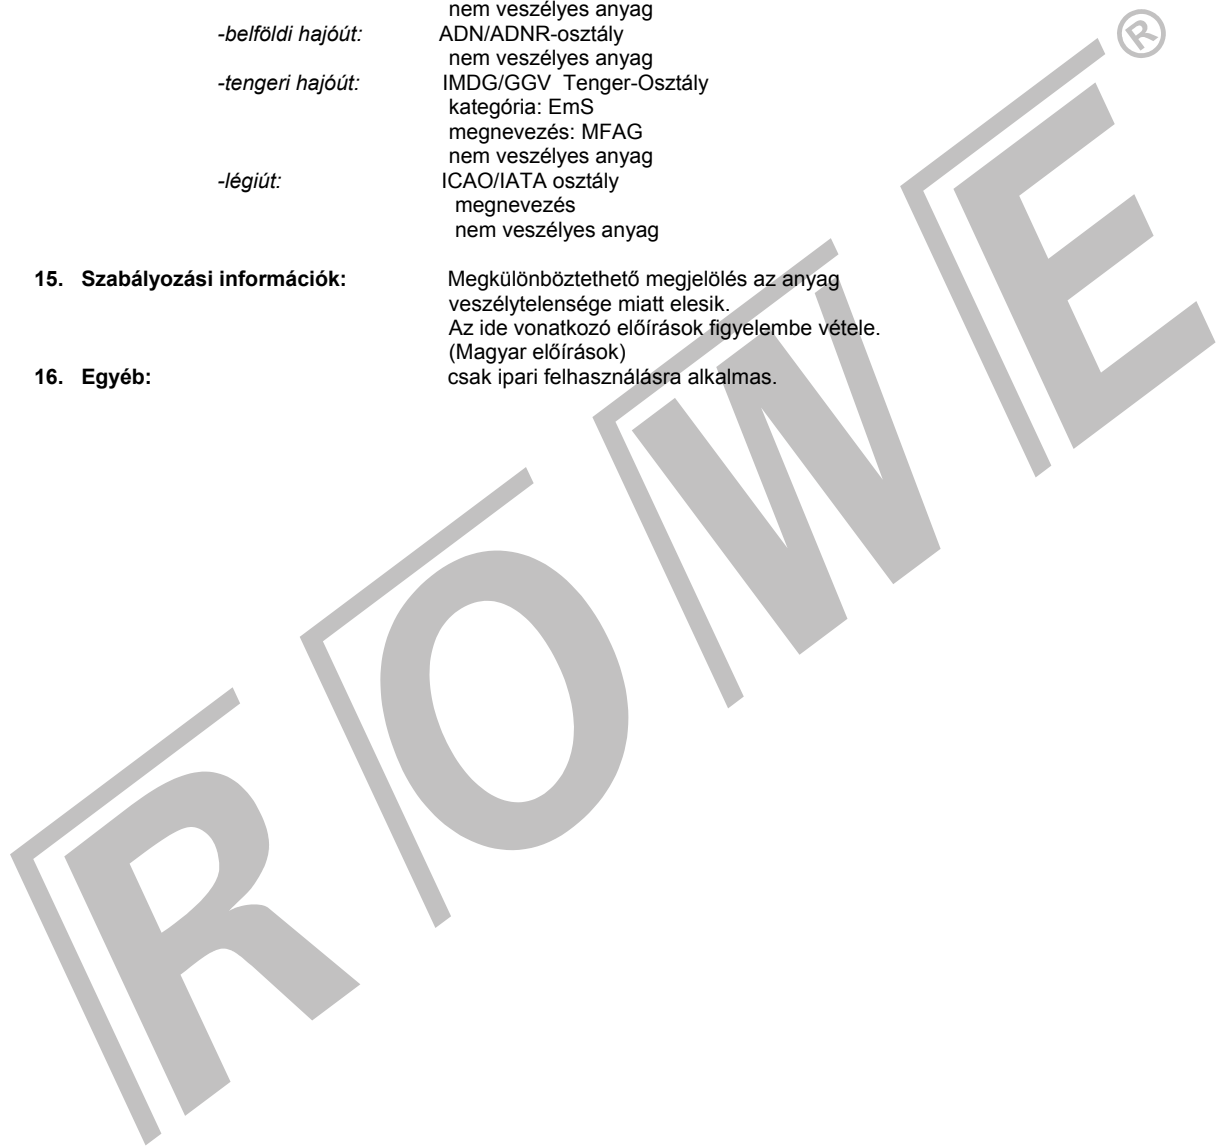 nem veszélyes anyag
-belföldi hajóút: ADN/ADNR-osztály
nem veszélyes anyag
-tengeri hajóút: IMDG/GGV Tenger-Osztály
kategória: EmS
megnevezés: MFAG
nem veszélyes anyag
-légiút: ICAO/IATA osztály
megnevezés
nem veszélyes anyag
15. Szabályozási információk: Megkülönböztethető megjelölés az anyag
veszélytelensége miatt elesik.
Az ide vonatkozó előírások figyelembe vétele.
(Magyar előírások)
16. Egyéb: csak ipari felhasználásra alkalmas.
ROWE®